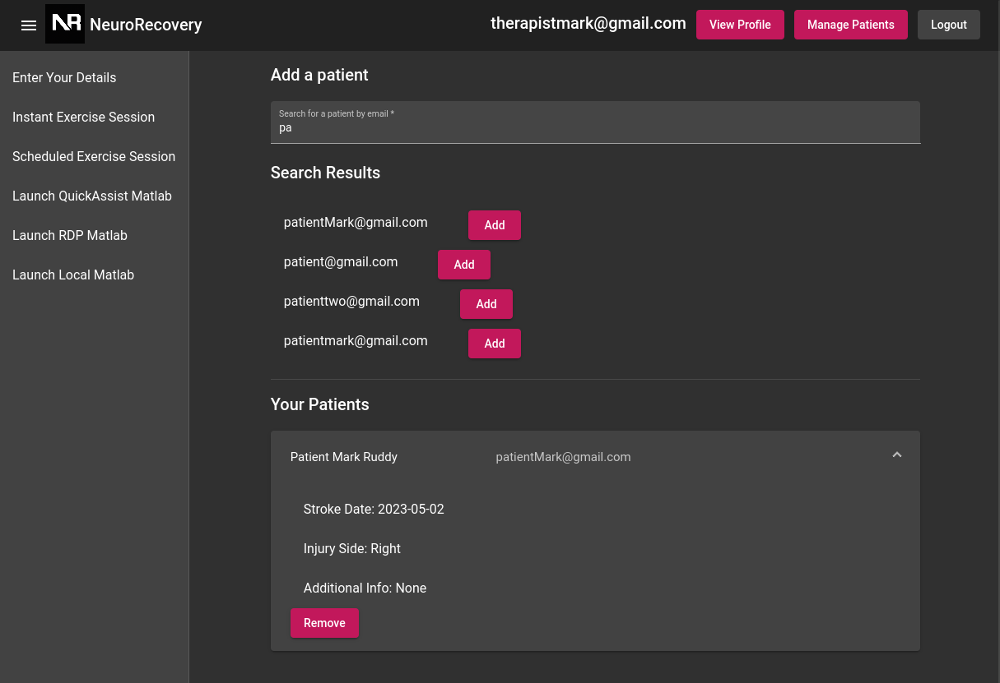 NR NeuroRecovery
therapistmark@gmail.com View Profile Manage Patients Logout
Enter Your Details
Instant Exercise Session
Scheduled Exercise Session
Launch QuickAssist Matlab
Launch RDP Matlab
Launch Local Matlab
Add a patient
Search for a patient by email *
pa
Search Results
patientMark@gmail.com Add
patient@gmail.com Add
patienttwo@gmail.com Add
patientmark@gmail.com Add
Your Patients
Patient Mark Ruddy patientMark@gmail.com
Stroke Date: 2023-05-02
Injury Side: Right
Additional Info: None
Remove